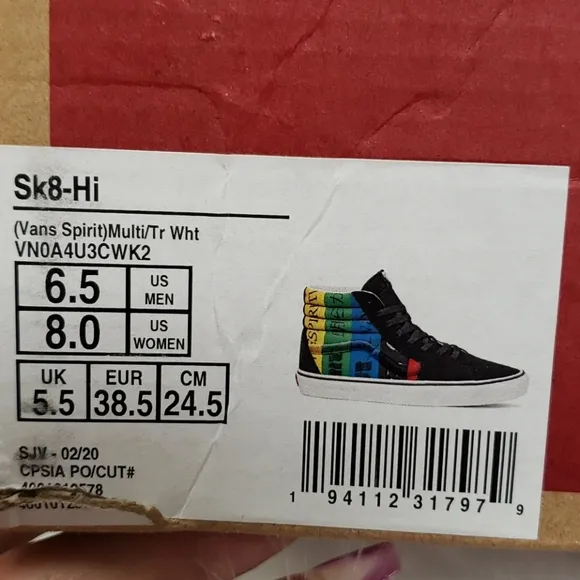 Sk8-Hi
(Vans Spirit)Multi/Tr Wht
VN0A4U3CWK2
6.5 US MEN
8.0 US WOMEN
UK EUR CM
5.5 38.5 24.5
SJV - 02/20
CPSIA PO/CUT#
SPIRIT
1 94112 31797 9